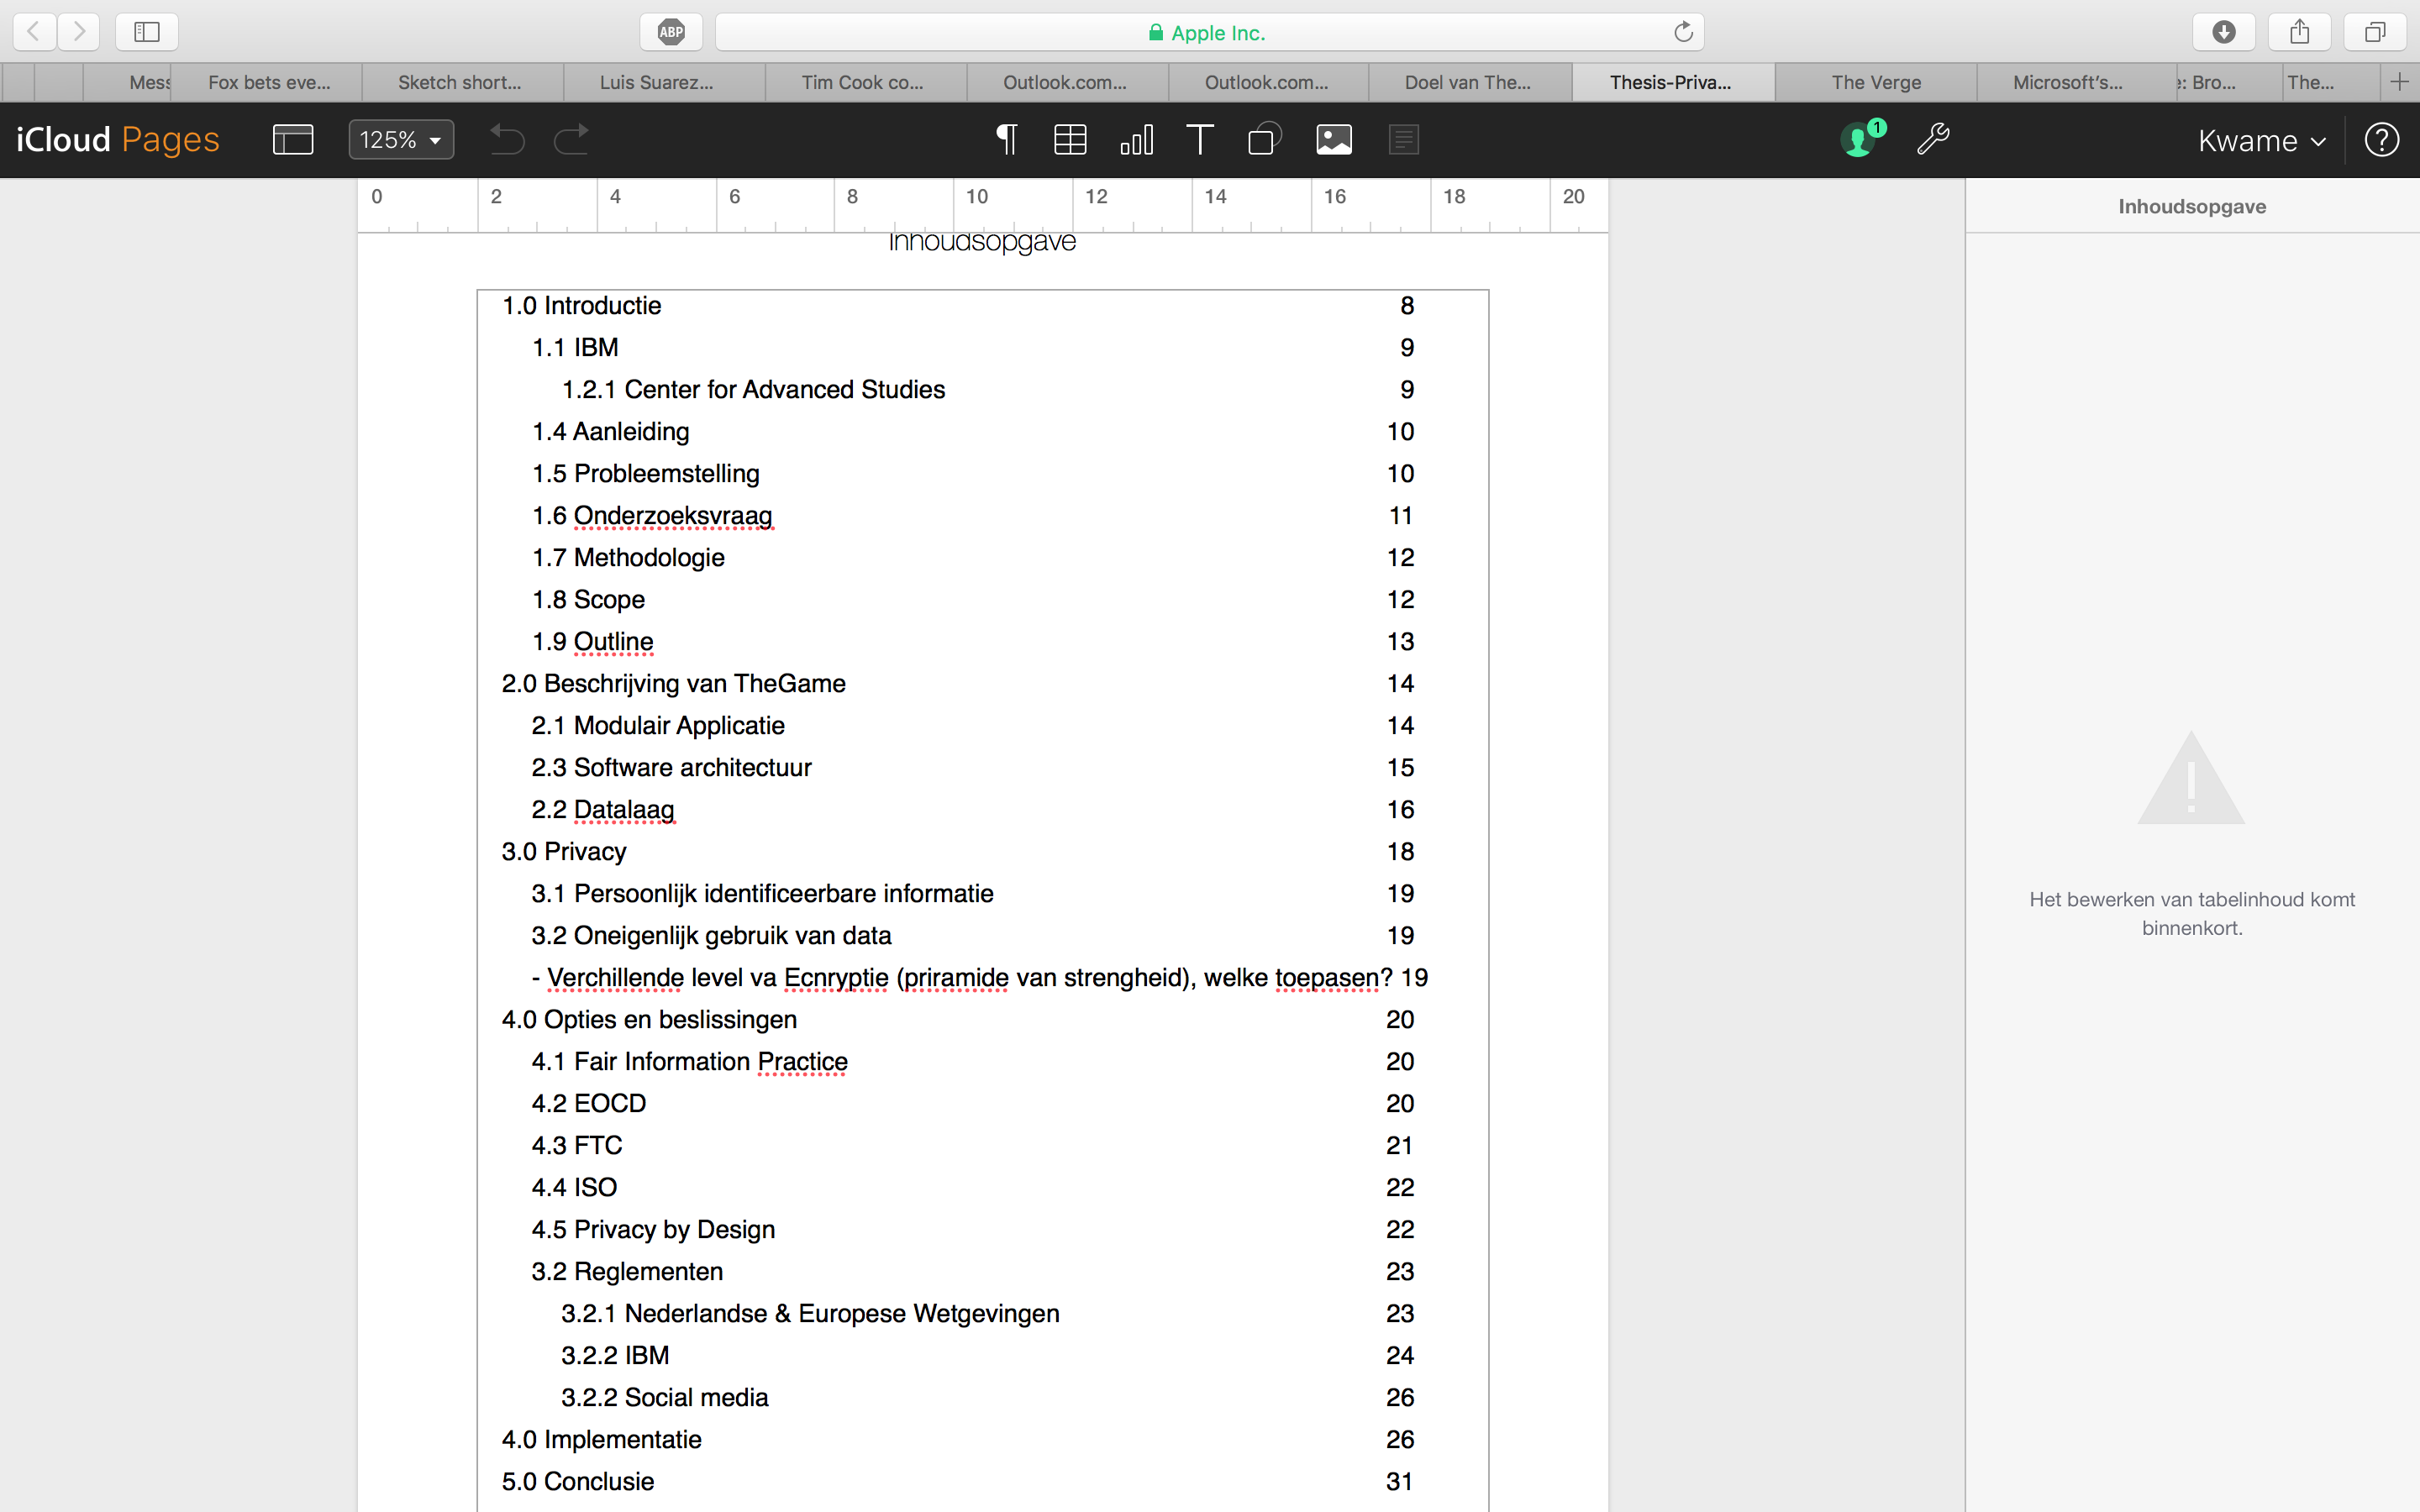 ABP
Apple Inc.
Mess
Fox bets eve...
Sketch short...
Luis Suarez...
Tim Cook co...
Outlook.com...
Outlook.com...
Doel van The...
Thesis-Priva...
The Verge
Microsoft's...
: Bro...
The...
iCloud Pages
125%
1
Kwame
0 2 4 6 8 10 12 14 16 18 20
Inhoudsopgave
Inhoudsopgave
1.0 Introductie 8
1.1 IBM 9
1.2.1 Center for Advanced Studies 9
1.4 Aanleiding 10
1.5 Probleemstelling 10
1.6 Onderzoeksvraag 11
1.7 Methodologie 12
1.8 Scope 12
1.9 Outline 13
2.0 Beschrijving van TheGame 14
2.1 Modulair Applicatie 14
2.3 Software architectuur 15
2.2 Datalaag 16
3.0 Privacy 18
3.1 Persoonlijk identificeerbare informatie 19
3.2 Oneigenlijk gebruik van data 19
- Verchillende level va Ecnryptie (priramide van strengheid), welke toepasen? 19
4.0 Opties en beslissingen 20
4.1 Fair Information Practice 20
4.2 EOCD 20
4.3 FTC 21
4.4 ISO 22
4.5 Privacy by Design 22
3.2 Reglementen 23
3.2.1 Nederlandse & Europese Wetgevingen 23
3.2.2 IBM 24
3.2.2 Social media 26
4.0 Implementatie 26
5.0 Conclusie 31
Het bewerken van tabelinhoud komt
binnenkort.